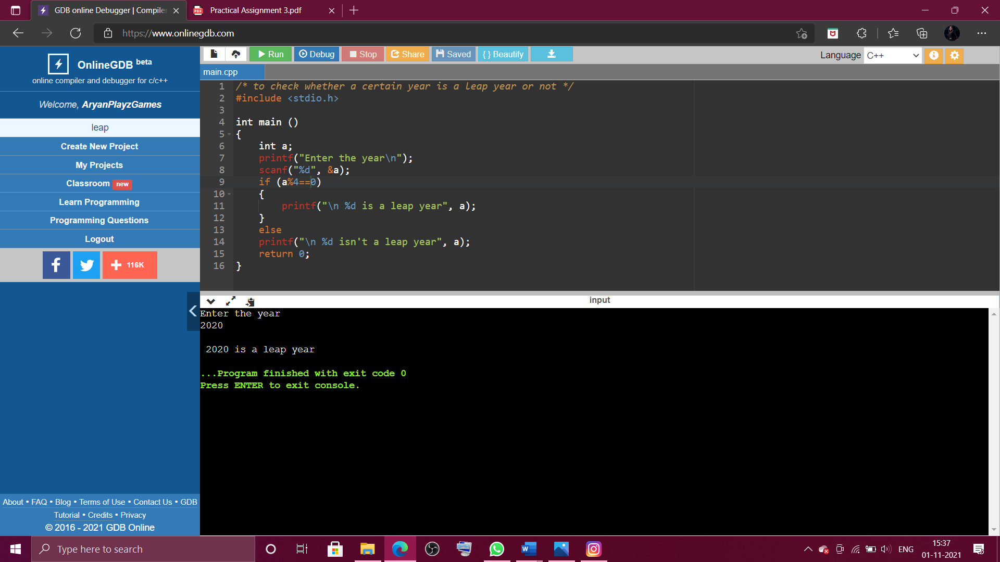 GDB online Debugger | Compiler
Practical Assignment 3.pdf
https://www.onlinegdb.com
OnlineGDB beta
online compiler and debugger for c/c++
Welcome, AryanPlayzGames
leap
Create New Project
My Projects
Classroom new
Learn Programming
Programming Questions
Logout
116K
About • FAQ • Blog • Terms of Use • Contact Us • GDB
Tutorial • Credits • Privacy
© 2016 - 2021 GDB Online
Run Debug Stop Share Saved {} Beautify
Language C++
main.cpp
1 /* to check whether a certain year is a leap year or not */
2 #include <stdio.h>
3
4 int main ()
5 {
6 int a;
7 printf("Enter the year\n");
8 scanf("%d", &a);
9 if (a%4==0)
10 {
11 printf("\n %d is a leap year", a);
12 }
13 else
14 printf("\n %d isn't a leap year", a);
15 return 0;
16 }
input
Enter the year
2020
2020 is a leap year
...Program finished with exit code 0
Press ENTER to exit console.
Type here to search
ENG
15:37
01-11-2021